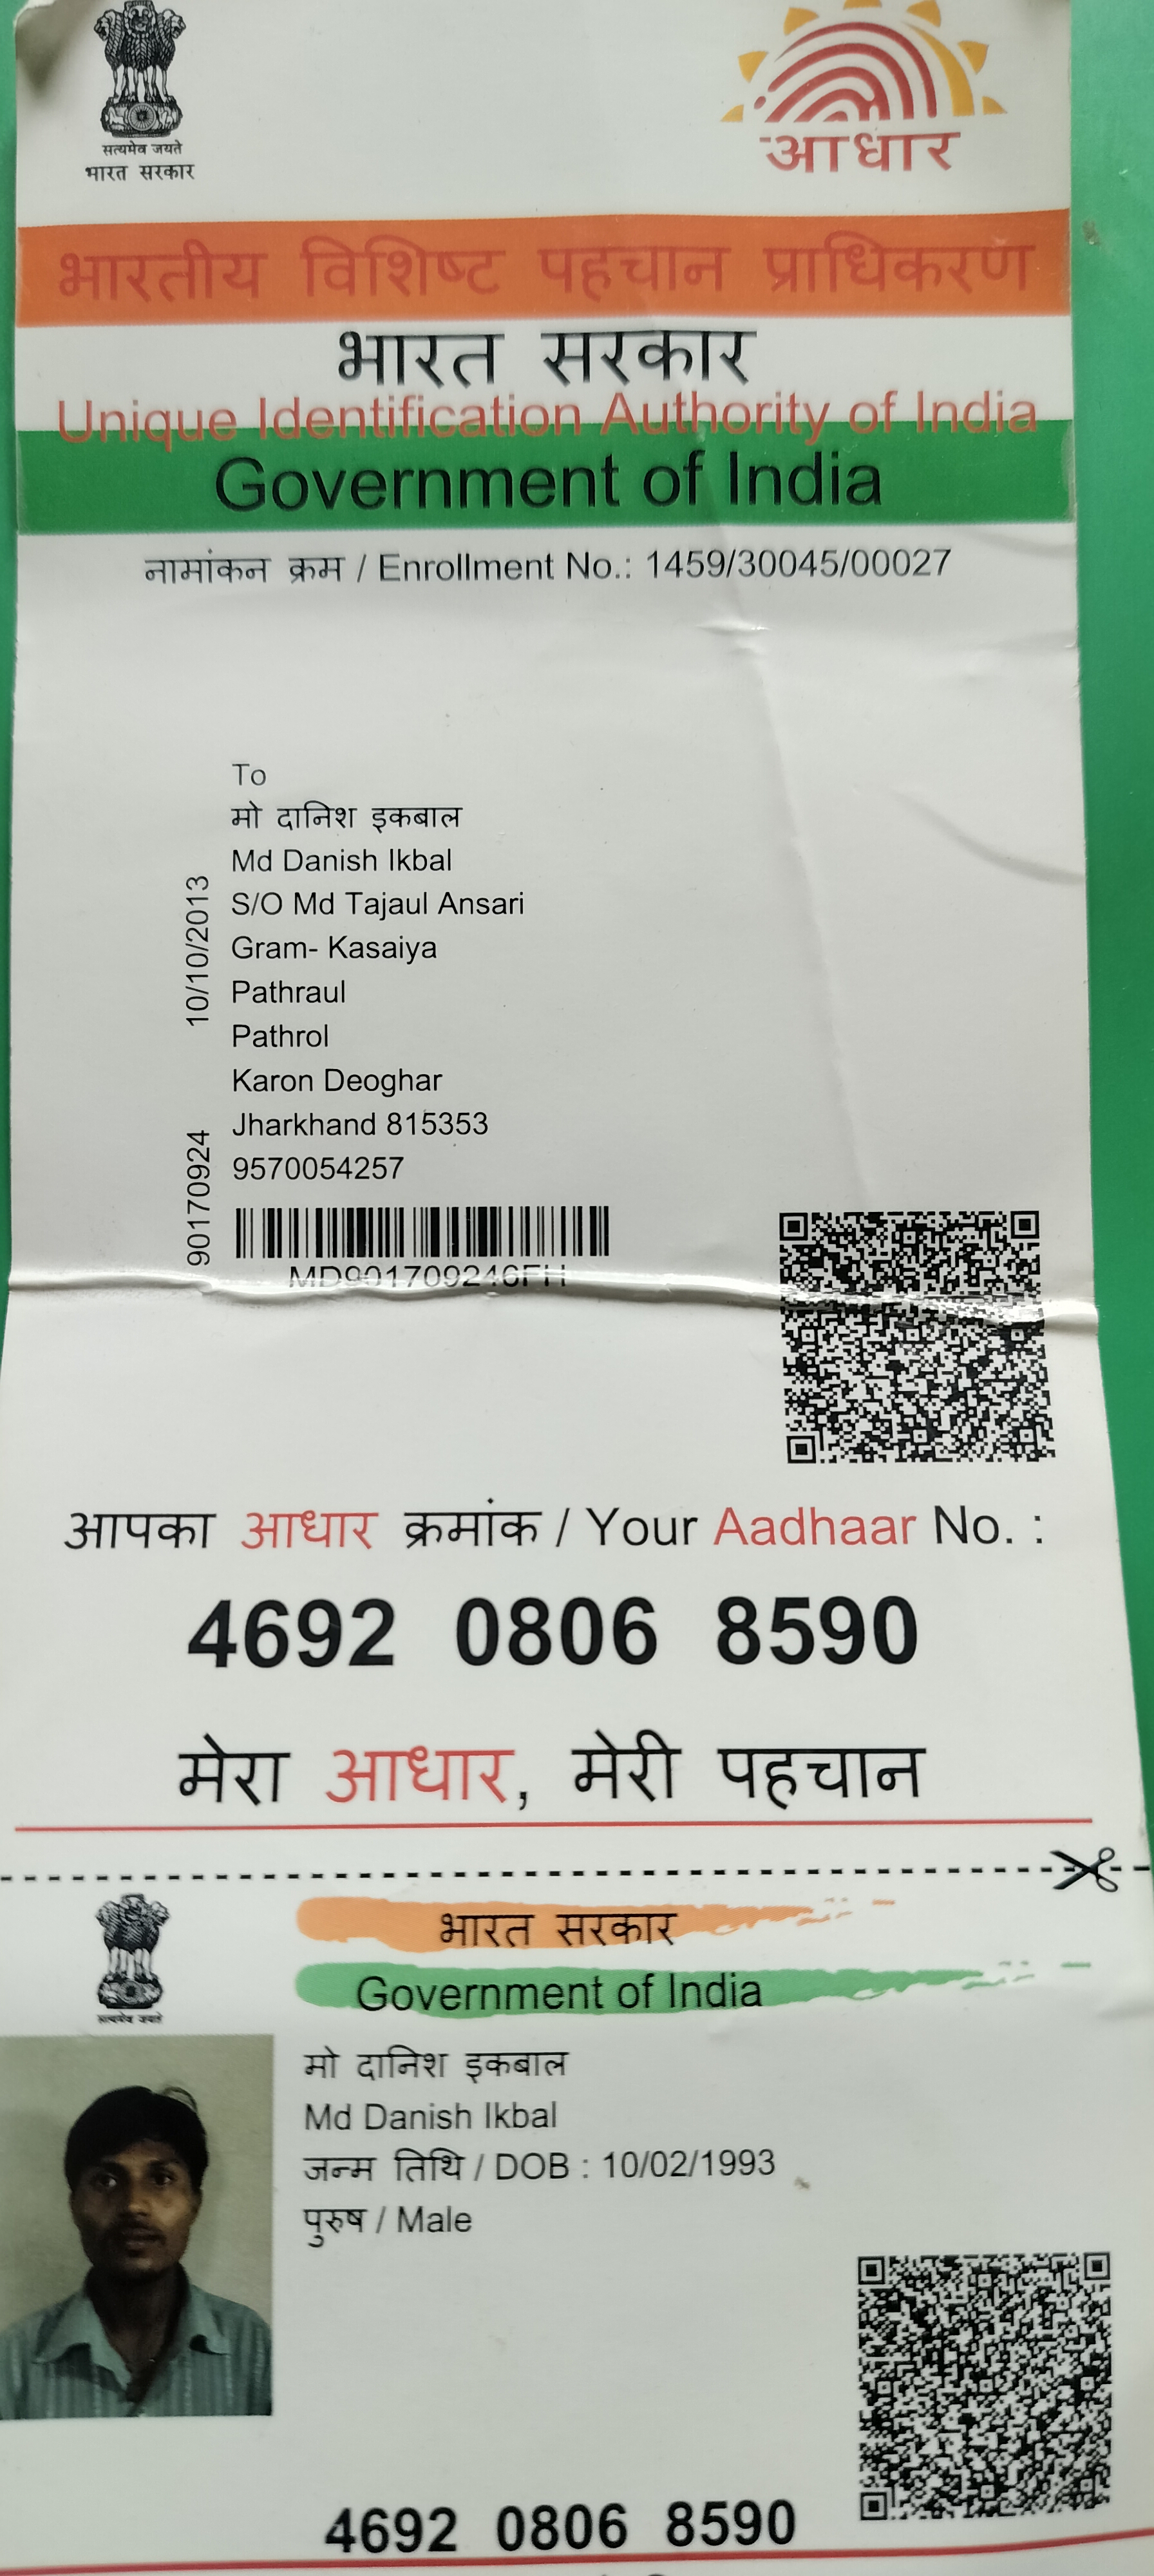 सत्यमेव जयते
भारत सरकार
आधार
भारतीय विशिष्ट पहचान प्राधिकरण
भारत सरकार
Unique Identification Authority of India
Government of India
नामांकन क्रम / Enrollment No.: 1459/30045/00027
To
मो दानिश इकबाल
Md Danish Ikbal
S/O Md Tajaul Ansari
Gram- Kasaiya
Pathraul
Pathrol
Karon Deoghar
Jharkhand 815353
9570054257
10/10/2013
90170924
आपका आधार क्रमांक / Your Aadhaar No. :
4692 0806 8590
मेरा आधार, मेरी पहचान
सत्यमेव जयते
भारत सरकार
Government of India
मो दानिश इकबाल
Md Danish Ikbal
जन्म तिथि / DOB : 10/02/1993
पुरुष / Male
4692 0806 8590